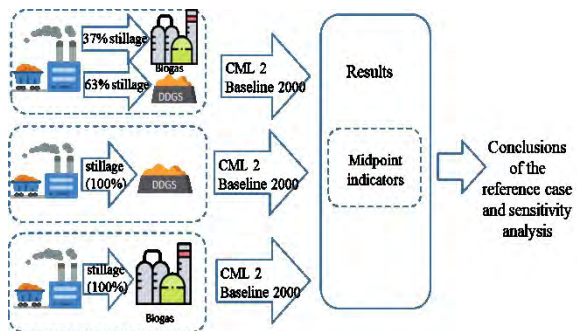 37% stillage
Biogas
63% stillage
DDGS
CML 2
Baseline 2000
stillage
(100%)
DDGS
CML 2
Baseline 2000
stillage
(100%)
Biogas
CML 2
Baseline 2000
Results
Midpoint
indicators
Conclusions
of the
reference case
and sensitivity
analysis